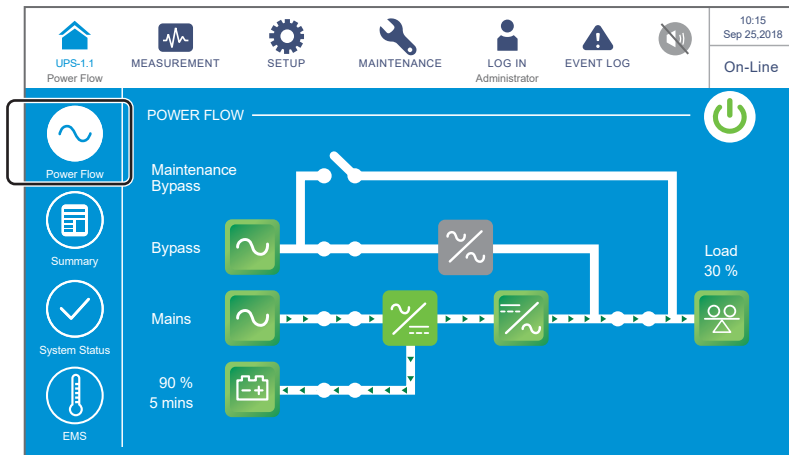 UPS-1.1
Power Flow
MEASUREMENT
SETUP
MAINTENANCE
LOG IN
Administrator
EVENT LOG
10:15
Sep 25,2018
On-Line
Power Flow
Summary
System Status
EMS
POWER FLOW
Maintenance
Bypass
Bypass
Mains
90 %
5 mins
Load
30 %